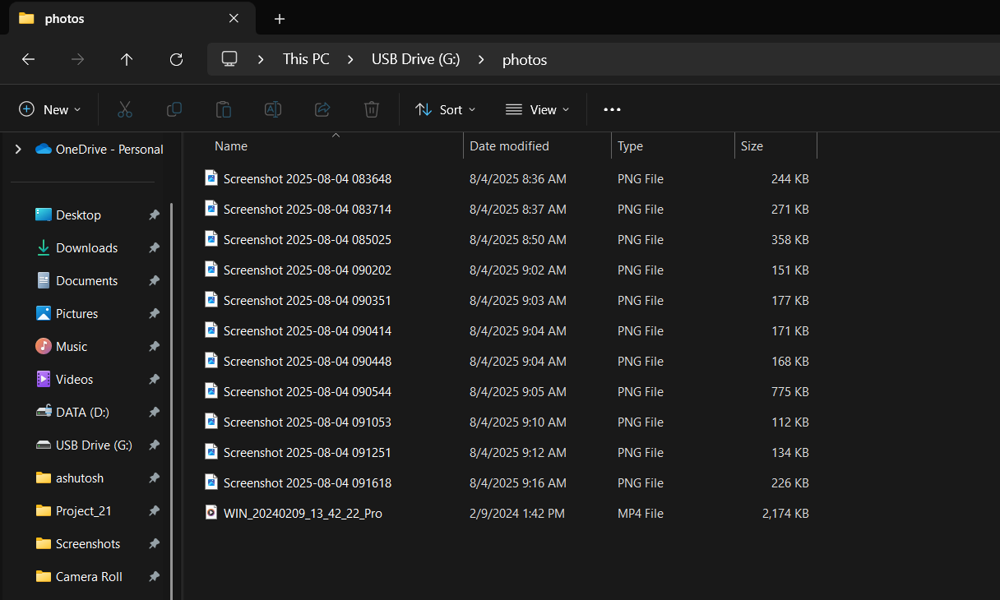 photos
This PC > USB Drive (G:) > photos
New
Sort
View
OneDrive - Personal
Desktop
Downloads
Documents
Pictures
Music
Videos
DATA (D:)
USB Drive (G:)
ashutosh
Project_21
Screenshots
Camera Roll
Name Date modified Type Size
Screenshot 2025-08-04 083648 8/4/2025 8:36 AM PNG File 244 KB
Screenshot 2025-08-04 083714 8/4/2025 8:37 AM PNG File 271 KB
Screenshot 2025-08-04 085025 8/4/2025 8:50 AM PNG File 358 KB
Screenshot 2025-08-04 090202 8/4/2025 9:02 AM PNG File 151 KB
Screenshot 2025-08-04 090351 8/4/2025 9:03 AM PNG File 177 KB
Screenshot 2025-08-04 090414 8/4/2025 9:04 AM PNG File 171 KB
Screenshot 2025-08-04 090448 8/4/2025 9:04 AM PNG File 168 KB
Screenshot 2025-08-04 090544 8/4/2025 9:05 AM PNG File 775 KB
Screenshot 2025-08-04 091053 8/4/2025 9:10 AM PNG File 112 KB
Screenshot 2025-08-04 091251 8/4/2025 9:12 AM PNG File 134 KB
Screenshot 2025-08-04 091618 8/4/2025 9:16 AM PNG File 226 KB
WIN_20240209_13_42_22_Pro 2/9/2024 1:42 PM MP4 File 2,174 KB